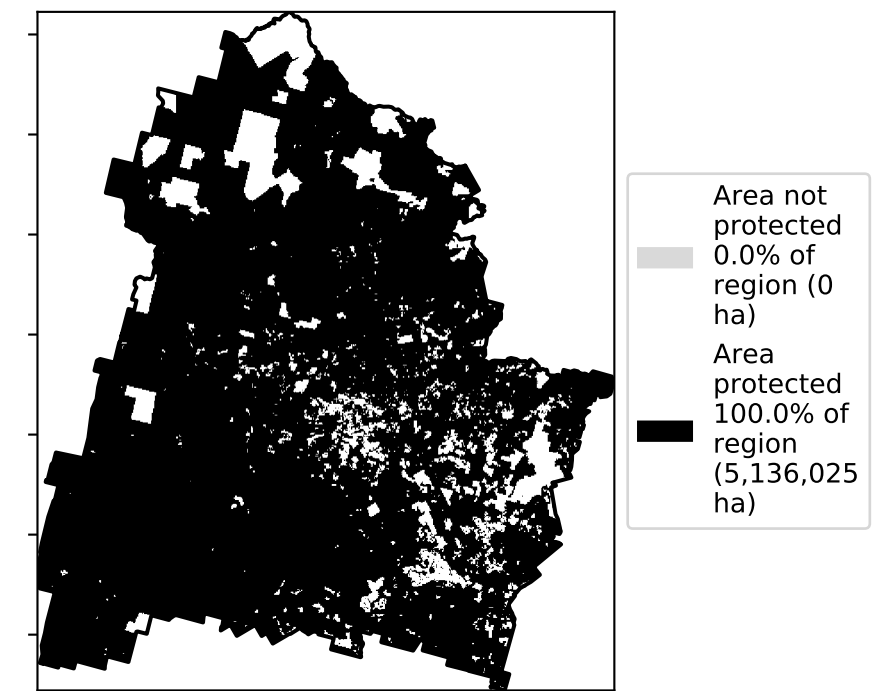 Area not
protected
0.0% of
region (0
ha)
Area
protected
100.0% of
region
(5,136,025
ha)